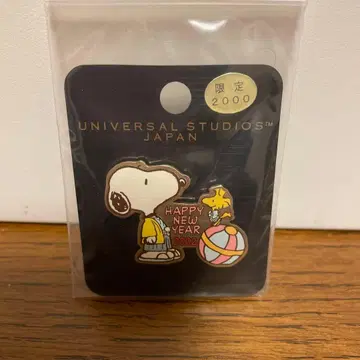 限定
2000
UNIVERSAL STUDIOS™
JAPAN
HAPPY
NEW
YEAR